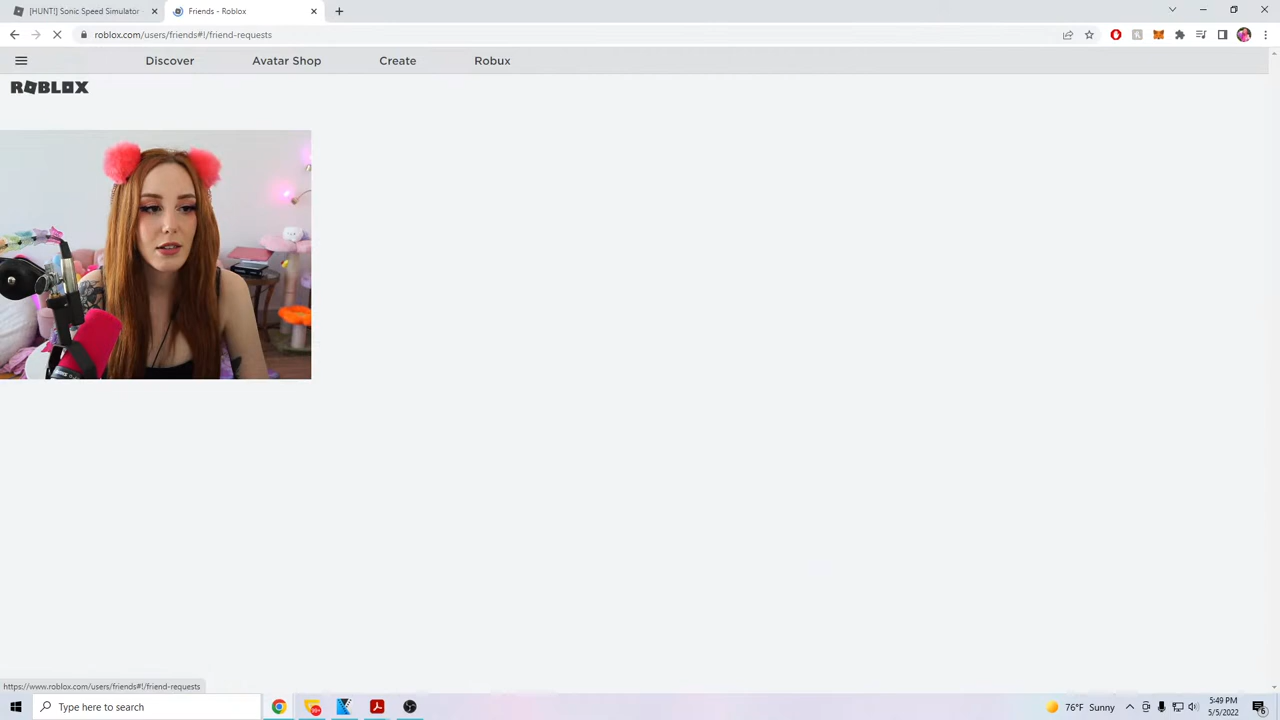 [HUNT!] Sonic Speed Simulator
Friends - Roblox
roblox.com/users/friends#!/friend-requests
Discover
Avatar Shop
Create
Robux
ROBLOX
https://www.roblox.com/users/friends#!/friend-requests
Type here to search
99+
76°F Sunny
5:49 PM
5/5/2022
6